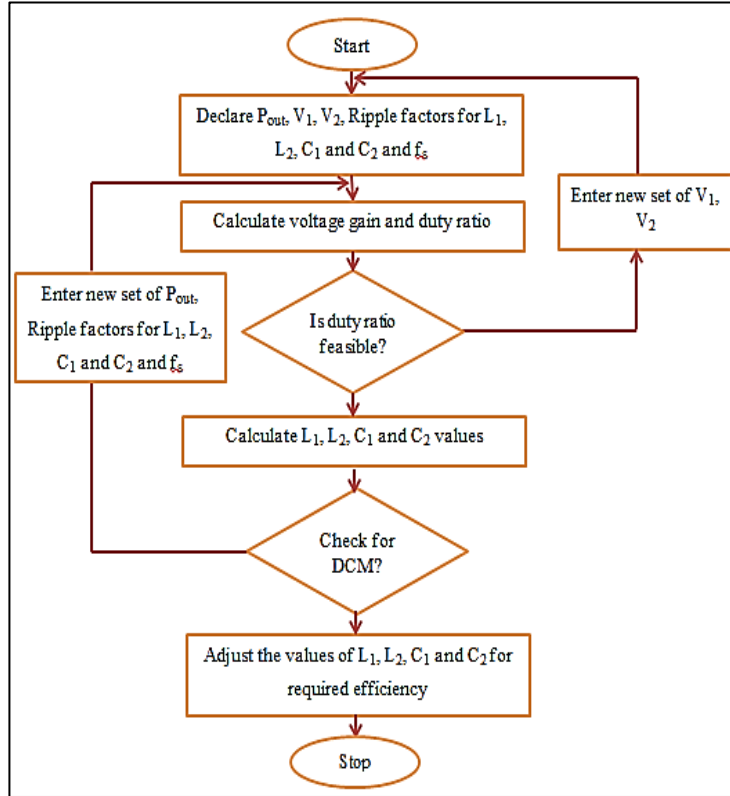 Start
Declare P_out, V₁, V₂, Ripple factors for L₁,
L₂, C₁ and C₂ and fₛ
Enter new set of V₁,
V₂
Calculate voltage gain and duty ratio
Enter new set of P_out,
Ripple factors for L₁, L₂,
C₁ and C₂ and fₛ
Is duty ratio
feasible?
Calculate L₁, L₂, C₁ and C₂ values
Check for
DCM?
Adjust the values of L₁, L₂, C₁ and C₂ for
required efficiency
Stop